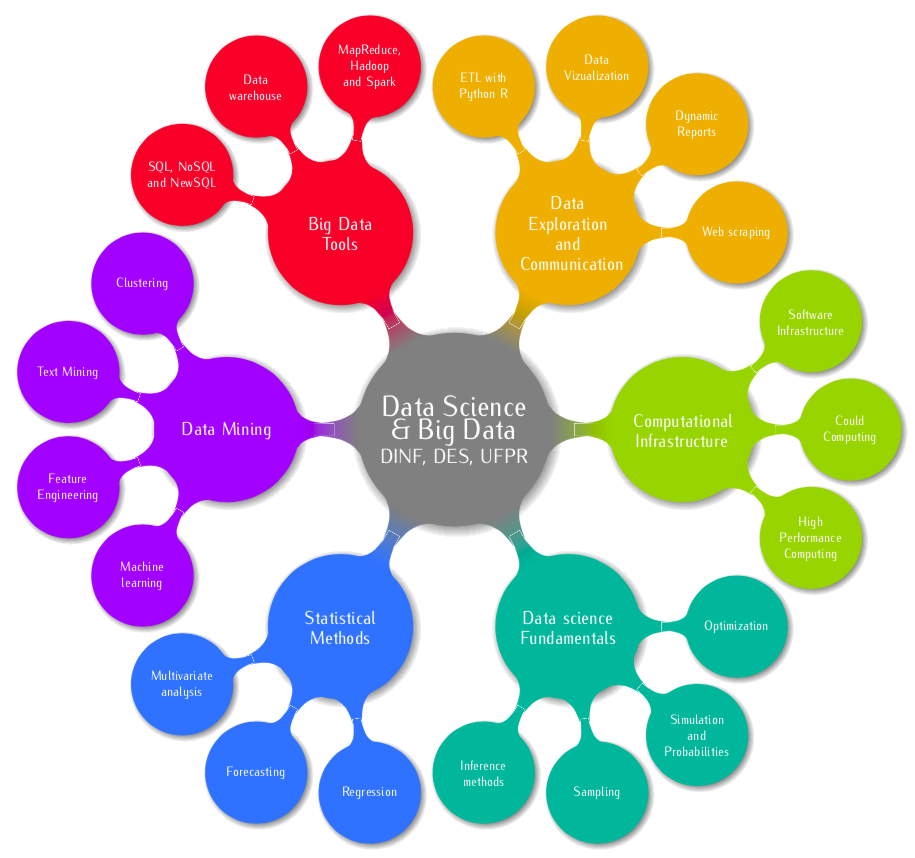 Data Science
& Big Data
DINF, DES, UFPR
Big Data
Tools
SQL, NoSQL
and NewSQL
Data
warehouse
MapReduce,
Hadoop
and Spark
Data
Exploration
and
Communication
ETL with
Python R
Data
Vizualization
Dynamic
Reports
Web scraping
Computational
Infrastructure
Software
Infrastructure
Could
Computing
High
Performance
Computing
Data science
Fundamentals
Optimization
Simulation
and
Probabilities
Sampling
Inference
methods
Statistical
Methods
Regression
Forecasting
Multivariate
analysis
Data Mining
Machine
learning
Feature
Engineering
Text Mining
Clustering